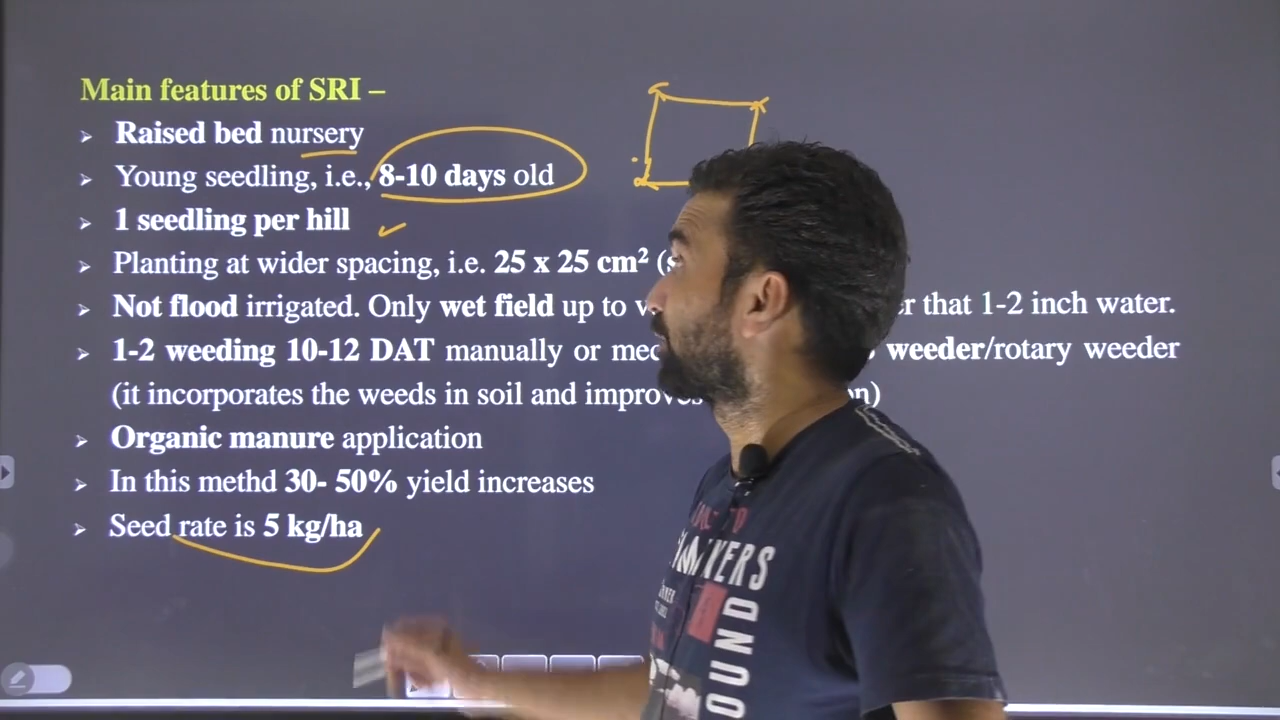 Main features of SRI –
➢ Raised bed nursery
➢ Young seedling, i.e., 8-10 days old
➢ 1 seedling per hill
➢ Planting at wider spacing, i.e. 25 x 25 cm²
➢ Not flood irrigated. Only wet field up to that 1-2 inch water.
➢ 1-2 weeding 10-12 DAT manually or weeder/rotary weeder
(it incorporates the weeds in soil and improves
➢ Organic manure application
➢ In this methd 30- 50% yield increases
➢ Seed rate is 5 kg/ha